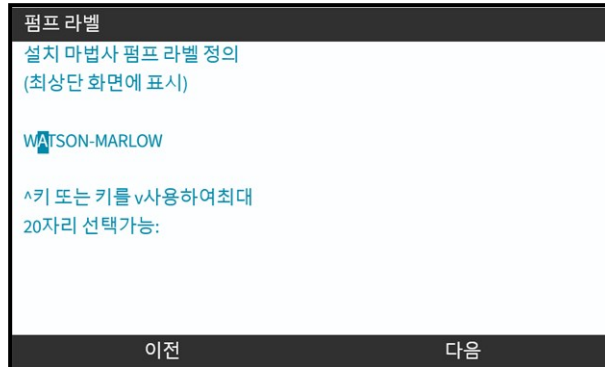 펌프 라벨
설치 마법사 펌프 라벨 정의
(최상단 화면에 표시)
WATSON-MARLOW
^키 또는 키를 v사용하여최대
20자리 선택가능:
이전 다음